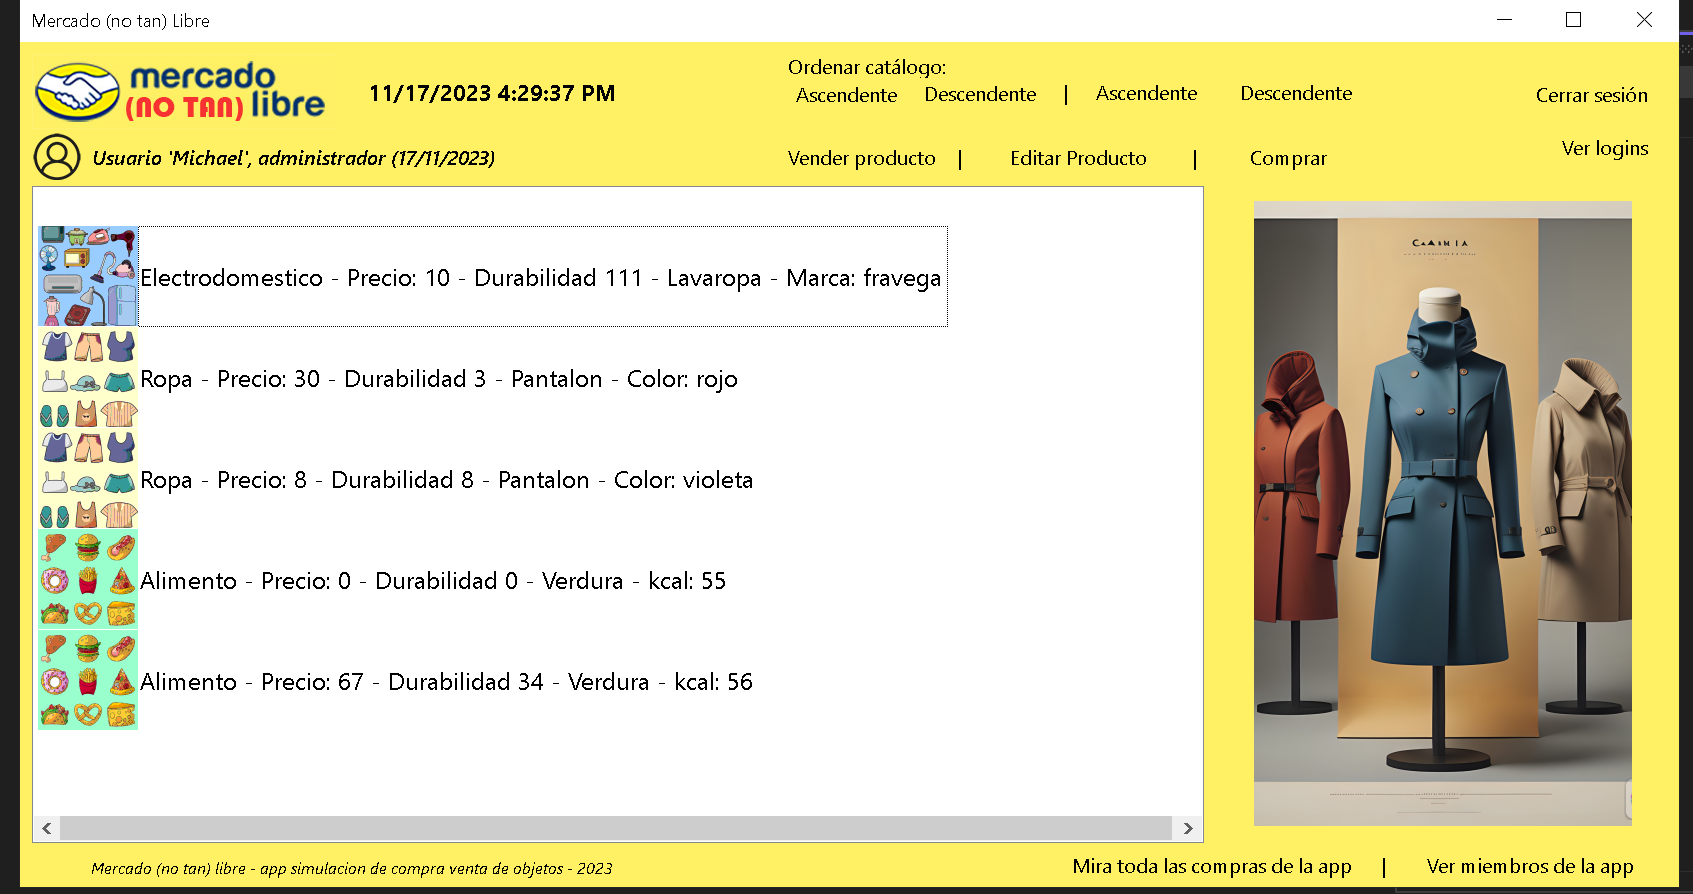 Mercado (no tan) Libre
mercado
(NO TAN) libre
11/17/2023 4:29:37 PM
Ordenar catálogo:
Ascendente Descendente | Ascendente Descendente
Cerrar sesión
Usuario 'Michael', administrador (17/11/2023)
Vender producto | Editar Producto | Comprar
Ver logins
Electrodomestico - Precio: 10 - Durabilidad 111 - Lavaropa - Marca: fravega
Ropa - Precio: 30 - Durabilidad 3 - Pantalon - Color: rojo
Ropa - Precio: 8 - Durabilidad 8 - Pantalon - Color: violeta
Alimento - Precio: 0 - Durabilidad 0 - Verdura - kcal: 55
Alimento - Precio: 67 - Durabilidad 34 - Verdura - kcal: 56
Mercado (no tan) libre - app simulacion de compra venta de objetos - 2023
Mira toda las compras de la app | Ver miembros de la app